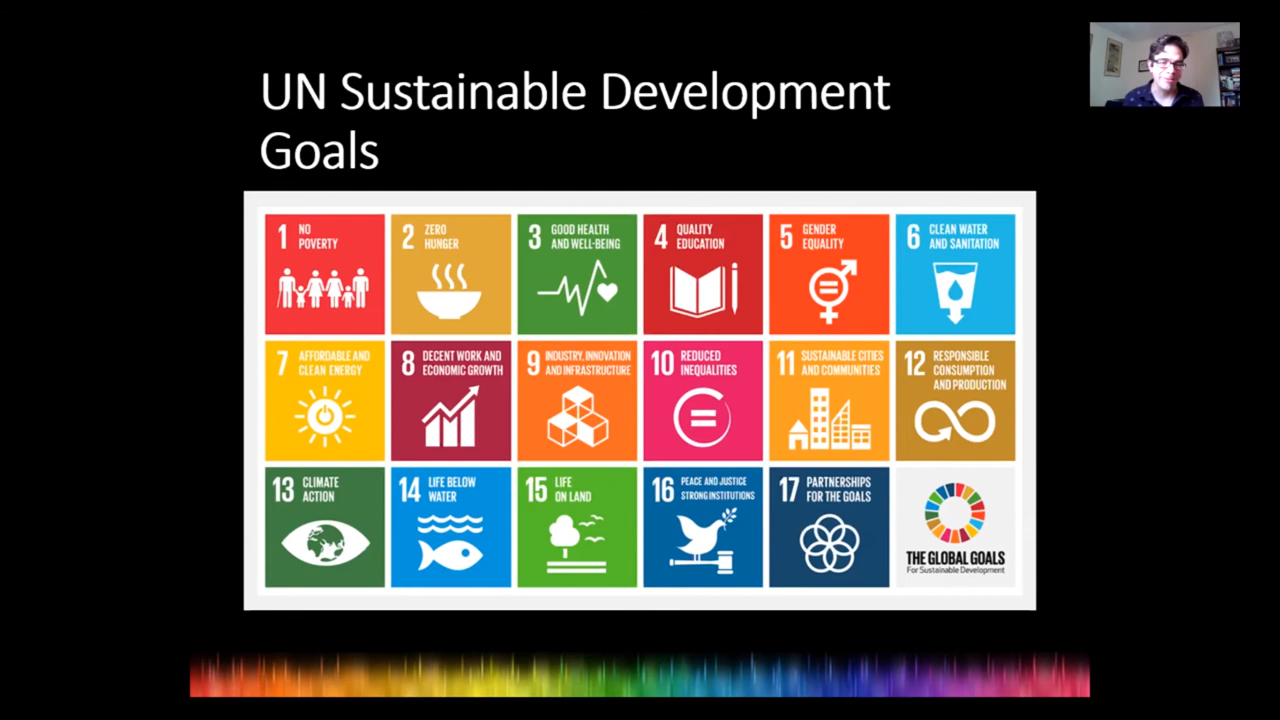 UN Sustainable Development
Goals
1 NO
POVERTY
2 ZERO
HUNGER
3 GOOD HEALTH
AND WELL-BEING
4 QUALITY
EDUCATION
5 GENDER
EQUALITY
6 CLEAN WATER
AND SANITATION
7 AFFORDABLE AND
CLEAN ENERGY
8 DECENT WORK AND
ECONOMIC GROWTH
9 INDUSTRY, INNOVATION
AND INFRASTRUCTURE
10 REDUCED
INEQUALITIES
11 SUSTAINABLE CITIES
AND COMMUNITIES
12 RESPONSIBLE
CONSUMPTION
AND PRODUCTION
13 CLIMATE
ACTION
14 LIFE BELOW
WATER
15 LIFE
ON LAND
16 PEACE AND JUSTICE
STRONG INSTITUTIONS
17 PARTNERSHIPS
FOR THE GOALS
THE GLOBAL GOALS
For Sustainable Development